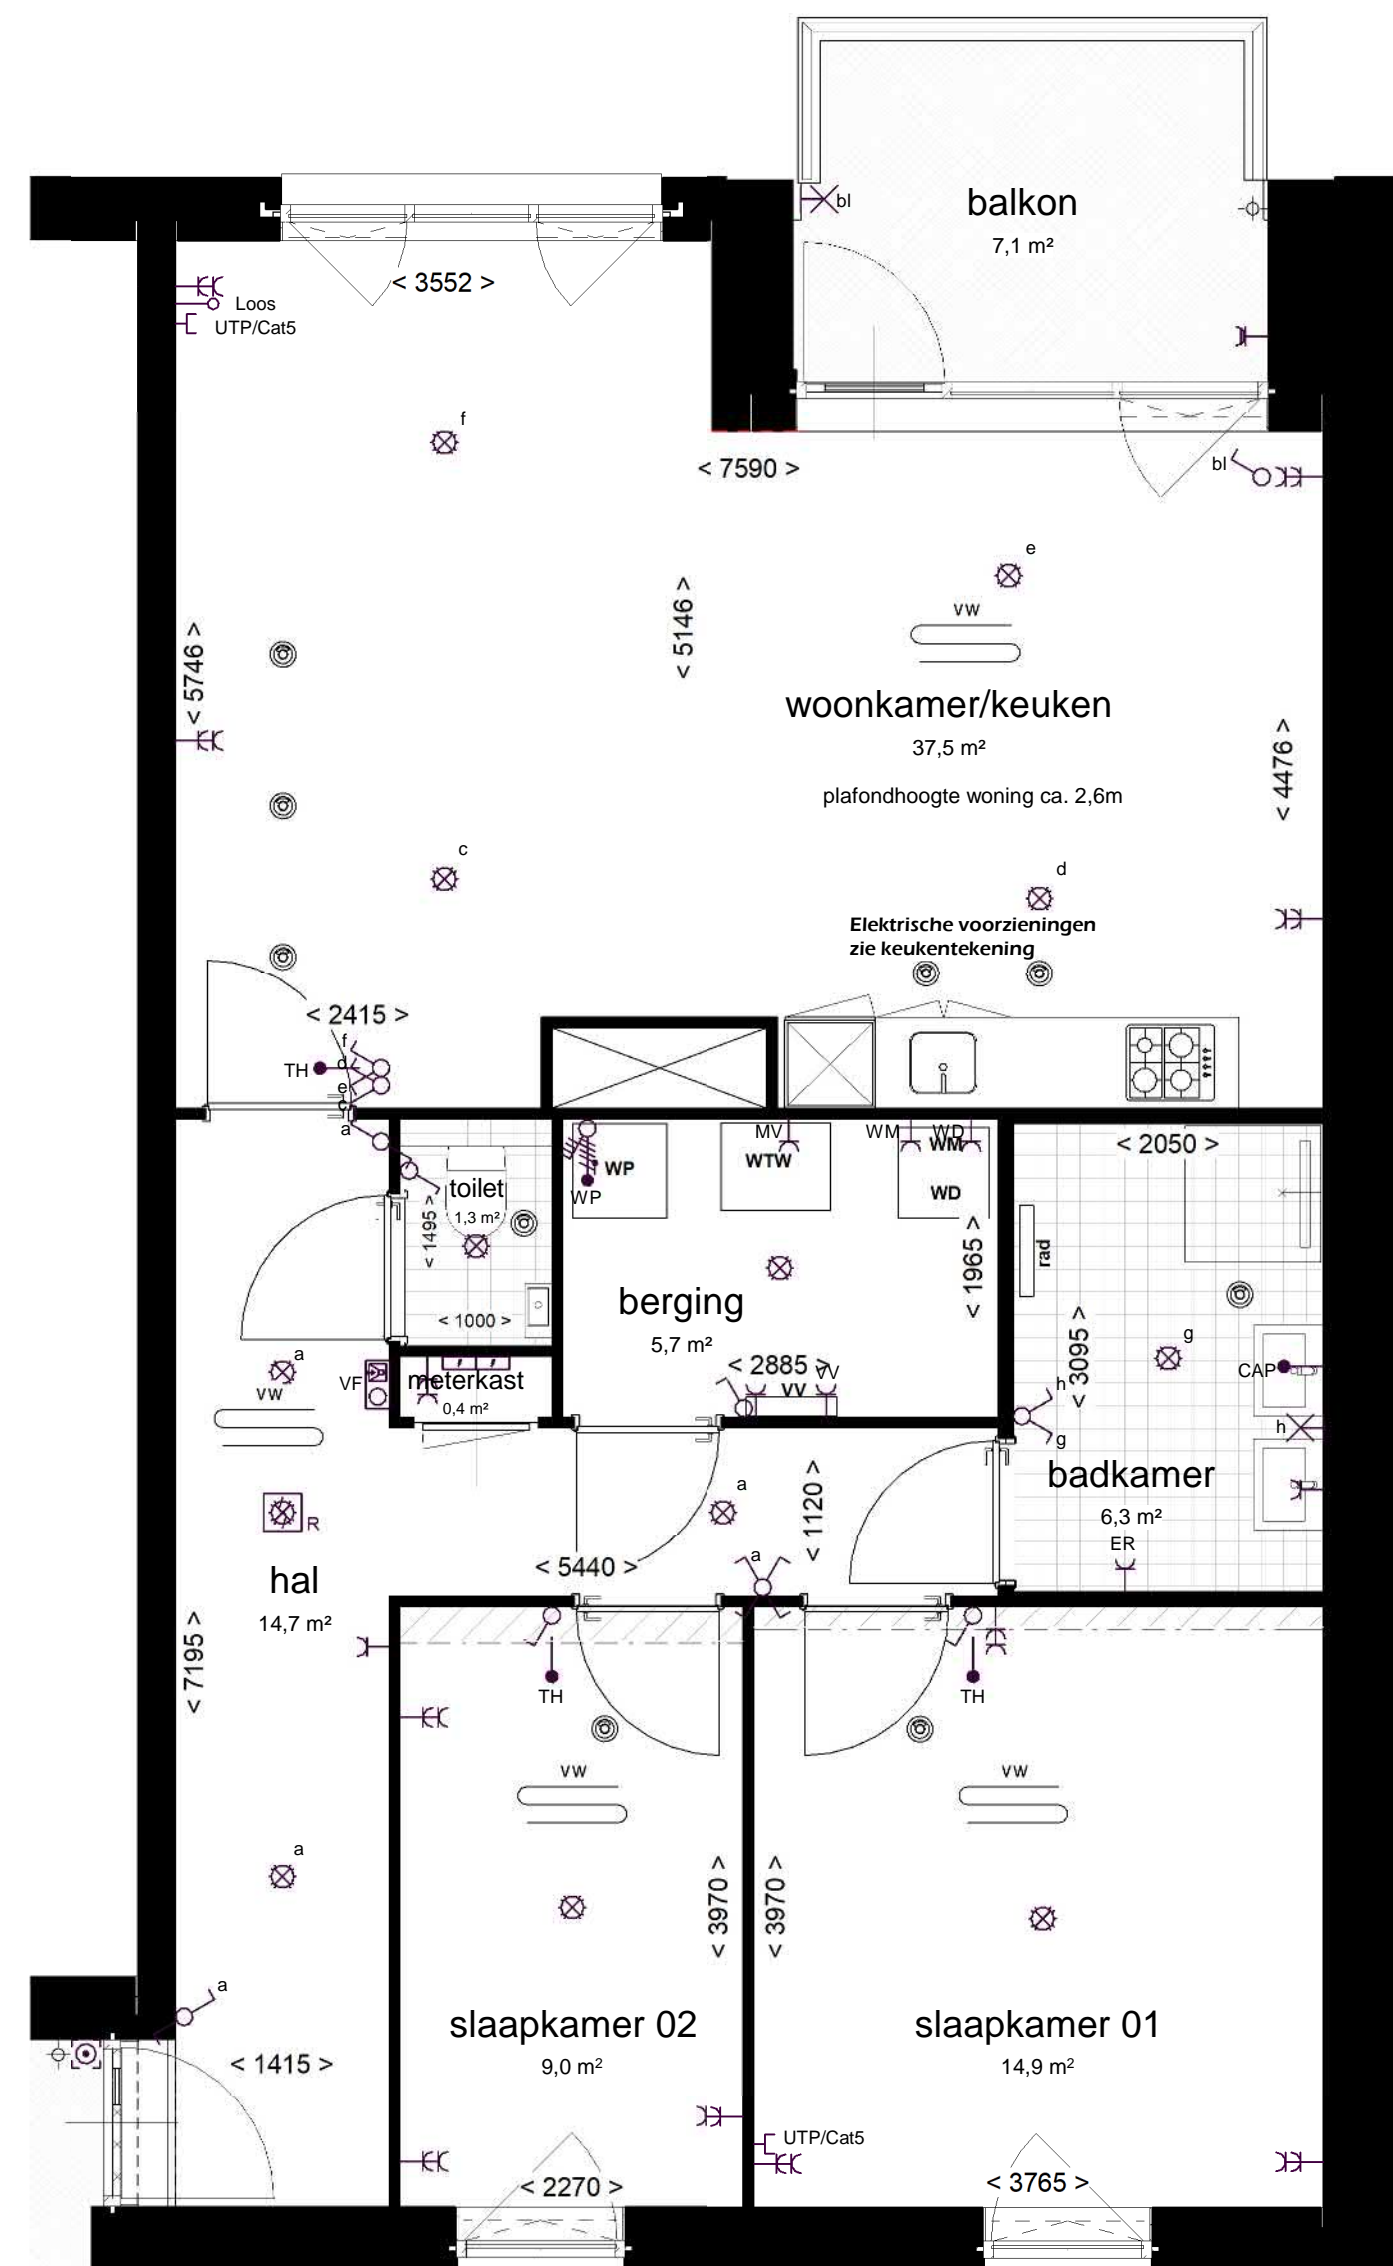 balkon
bl
7,1 m²
< 3552 >
Loos
UTP/Cat5
f
< 7590 >
bl
e
vw
< 5146 >
< 5746 >
woonkamer/keuken
37,5 m²
< 4476 >
plafondhoogte woning ca. 2,6m
c
d
Elektrische voorzieningen
zie keukentekening
< 2415 >
f
TH
d
e
c
a
MV
WM
WD
WM
< 2050 >
WP
WTW
WD
WP
toilet
1,3 m²
< 1495 >
< 1965 >
rad
berging
5,7 m²
< 1000 >
< 3095 >
g
a
VF
vw
meterkast
0,4 m²
< 2885 >
VV
VV
CAP
h
h
g
badkamer
6,3 m²
ER
a
< 1120 >
R
a
< 5440 >
hal
14,7 m²
< 7195 >
TH
TH
vw
vw
a
< 3970 >
< 3970 >
a
slaapkamer 02
9,0 m²
slaapkamer 01
14,9 m²
< 1415 >
UTP/Cat5
< 2270 >
< 3765 >